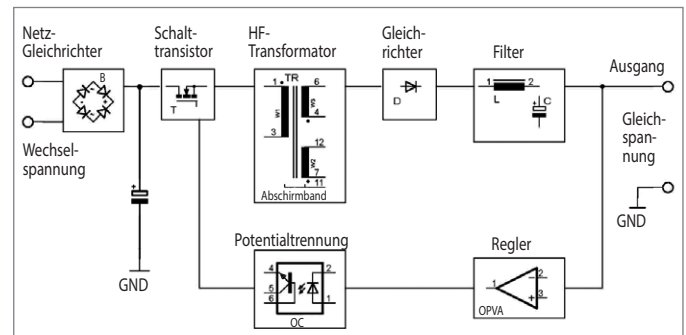 Netz-
Gleichrichter
B
Wechsel-
spannung
+
GND
Schalt-
transistor
T
HF-
Transformator
TR
1
6
w1
w3
4
3
12
w2
7
11
Abschirmband
Gleich-
richter
D
Filter
1
2
L
+
C
Ausgang
Gleich-
span-
nung
GND
Potentialtrennung
4
2
5
6
1
OC
Regler
1
2
3
OPVA